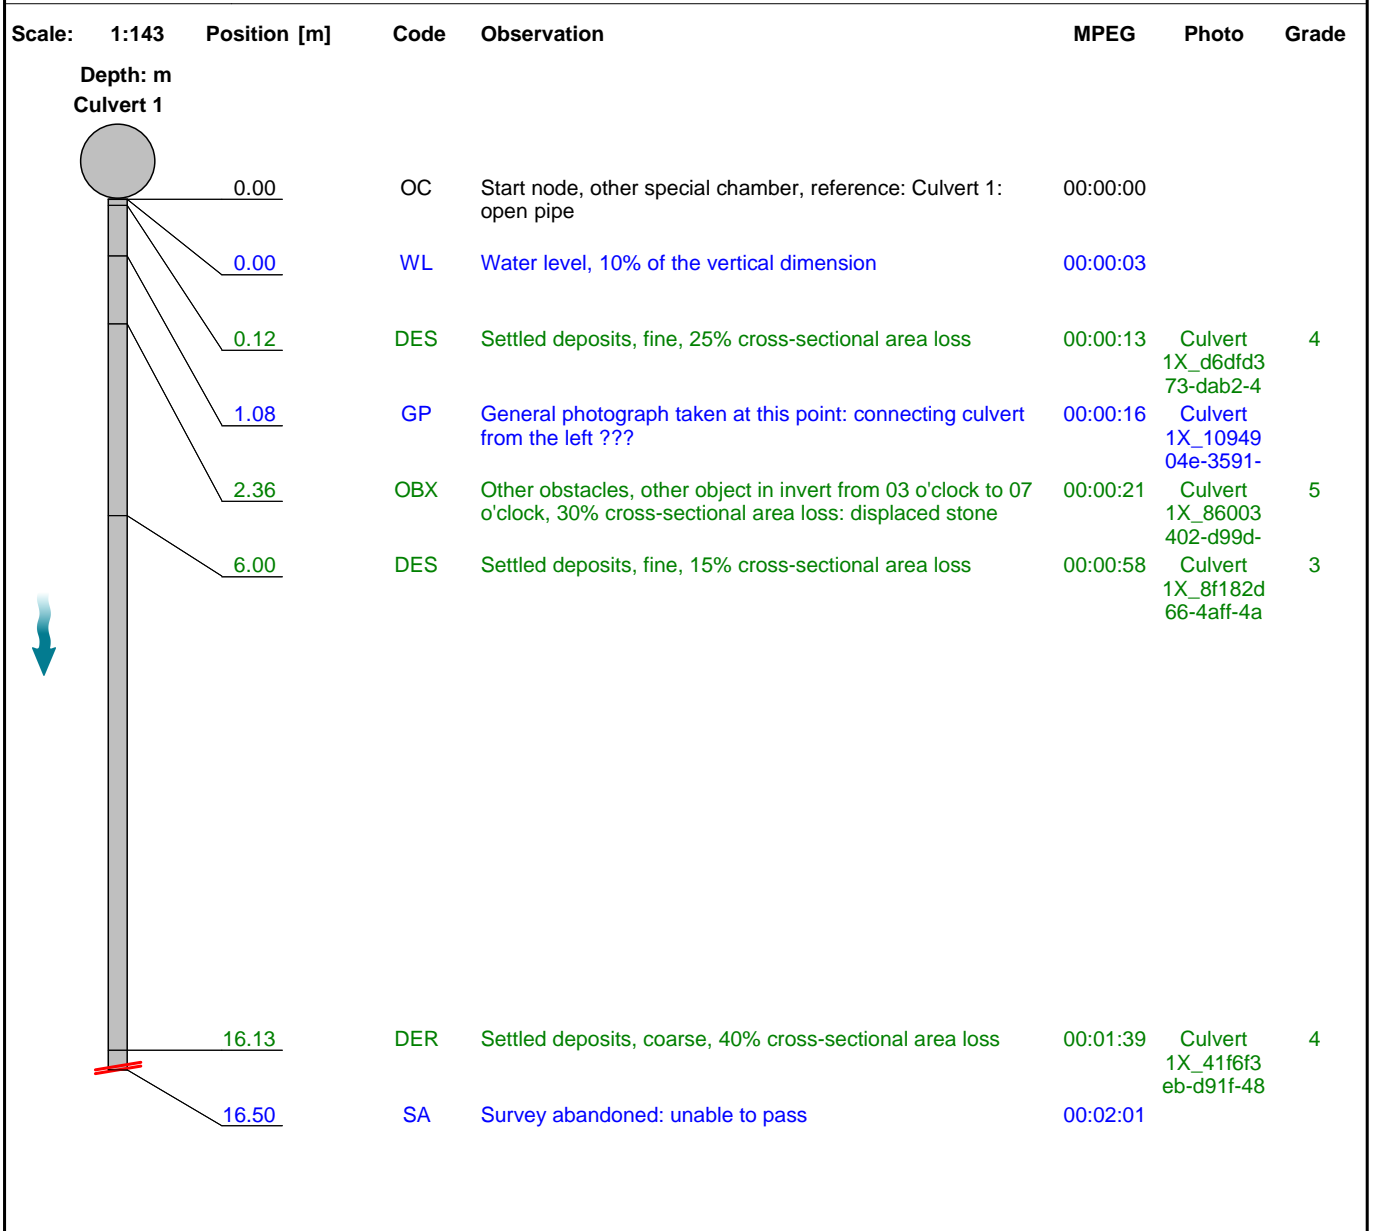 Scale: 1:143 Position [m] Code Observation MPEG Photo Grade
Depth: m
Culvert 1
0.00 OC Start node, other special chamber, reference: Culvert 1: 00:00:00
open pipe
0.00 WL Water level, 10% of the vertical dimension 00:00:03
0.12 DES Settled deposits, fine, 25% cross-sectional area loss 00:00:13 Culvert 4
1X_d6dfd3
73-dab2-4
1.08 GP General photograph taken at this point: connecting culvert 00:00:16 Culvert
from the left ??? 1X_10949
04e-3591-
2.36 OBX Other obstacles, other object in invert from 03 o'clock to 07 00:00:21 Culvert 5
o'clock, 30% cross-sectional area loss: displaced stone 1X_86003
402-d99d-
6.00 DES Settled deposits, fine, 15% cross-sectional area loss 00:00:58 Culvert 3
1X_8f182d
66-4aff-4a
16.13 DER Settled deposits, coarse, 40% cross-sectional area loss 00:01:39 Culvert 4
1X_41f6f3
eb-d91f-48
16.50 SA Survey abandoned: unable to pass 00:02:01